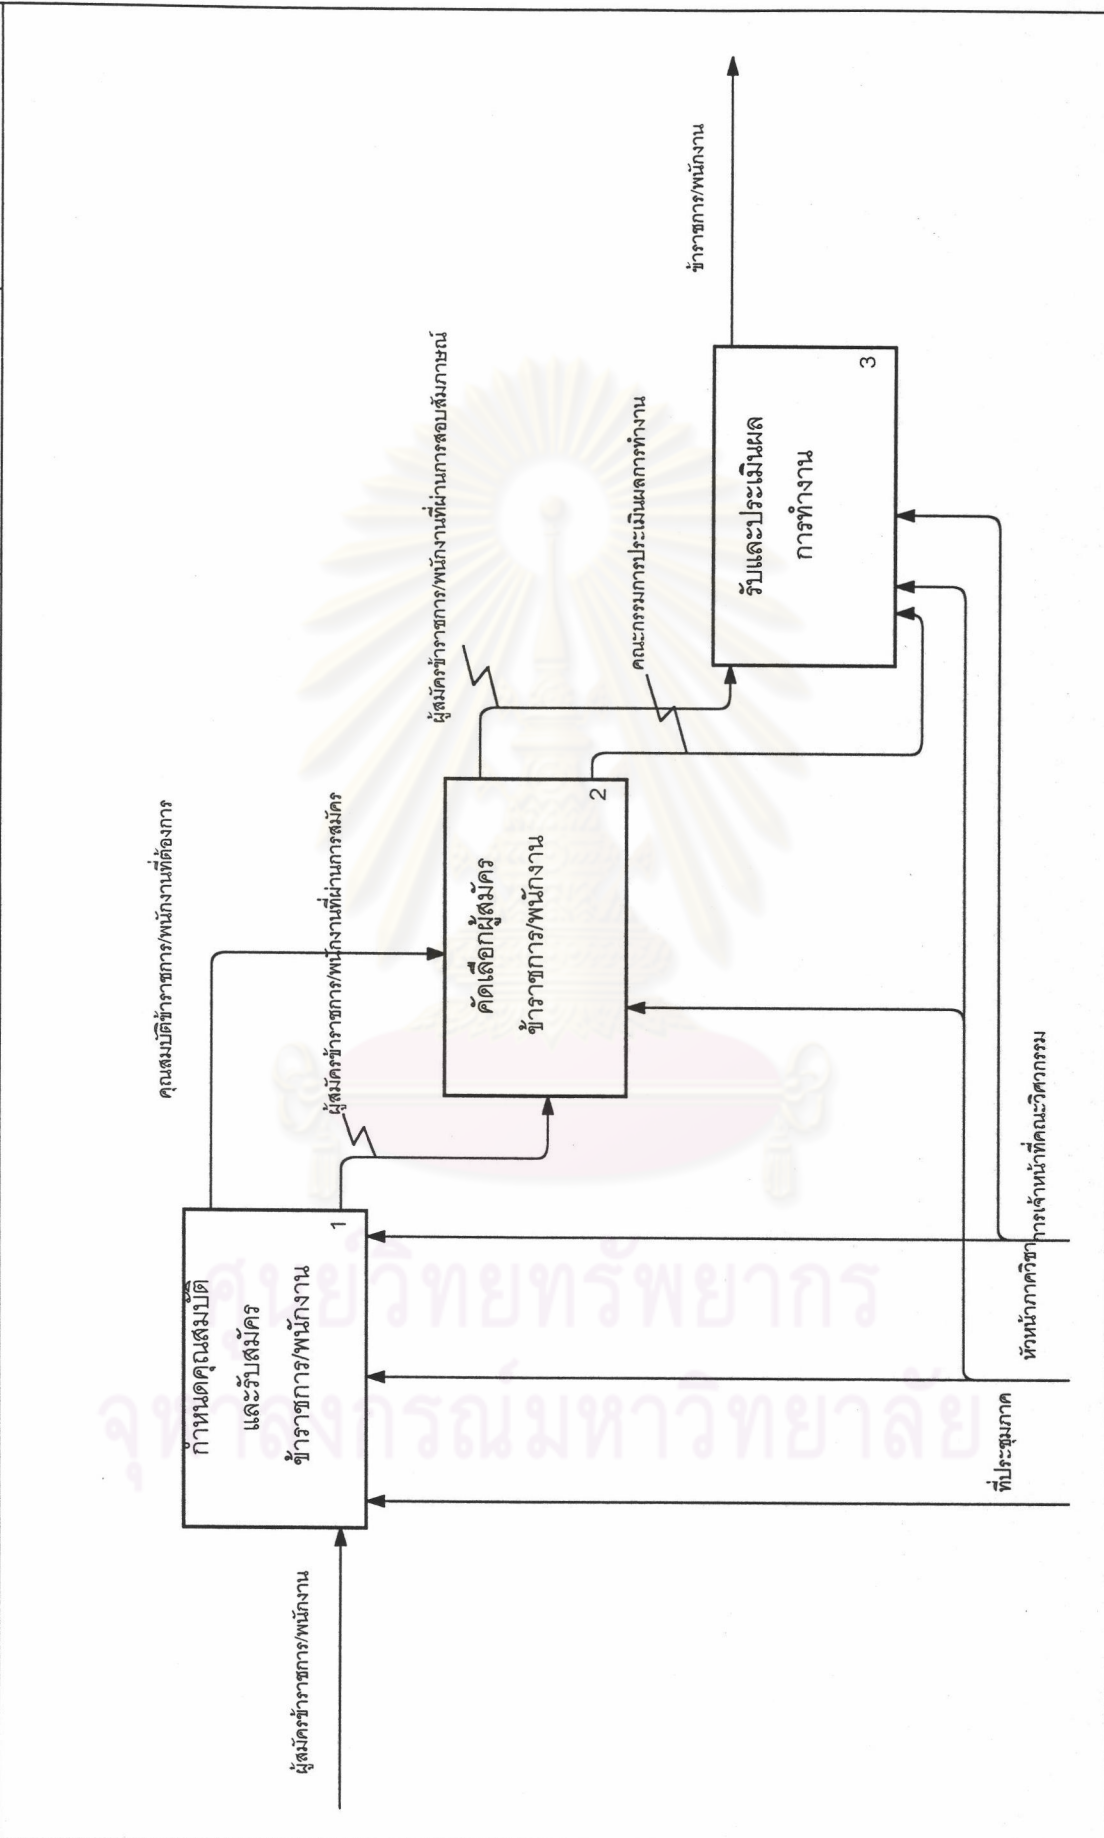 ผู้สมัครข้าราชการ/พนักงาน
กำหนดคุณสมบัติ
และรับสมัคร
ข้าราชการ/พนักงาน
1
คุณสมบัติข้าราชการ/พนักงานที่ต้องการ
ผู้สมัครข้าราชการ/พนักงานที่ผ่านการสมัคร
คัดเลือกผู้สมัคร
ข้าราชการ/พนักงาน
2
ผู้สมัครข้าราชการ/พนักงานที่ผ่านการสอบสัมภาษณ์
คณะกรรมการประเมินผลการทำงาน
รับและประเมินผล
การทำงาน
3
ข้าราชการ/พนักงาน
ที่ประชุมภาค
หัวหน้าภาควิชา
การเจ้าหน้าที่คณะวิศวกรรม
ศูนย์วิทยทรัพยากร
จุฬาลงกรณ์มหาวิทยาลัย